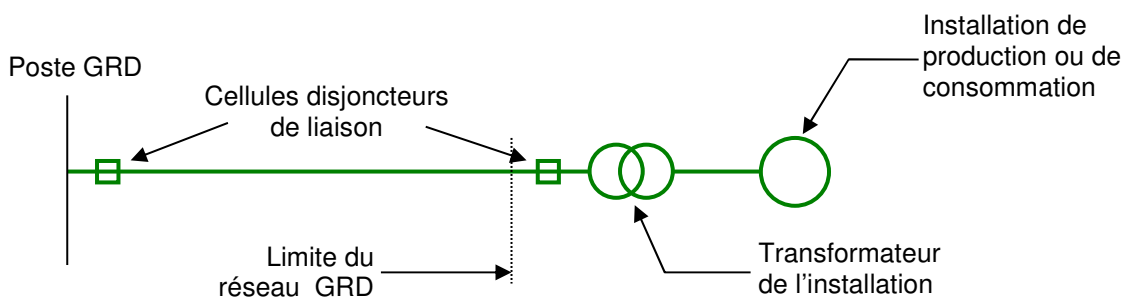 Poste GRD
Cellules disjoncteurs
de liaison
Installation de
production ou de
consommation
Limite du
réseau GRD
Transformateur
de l'installation